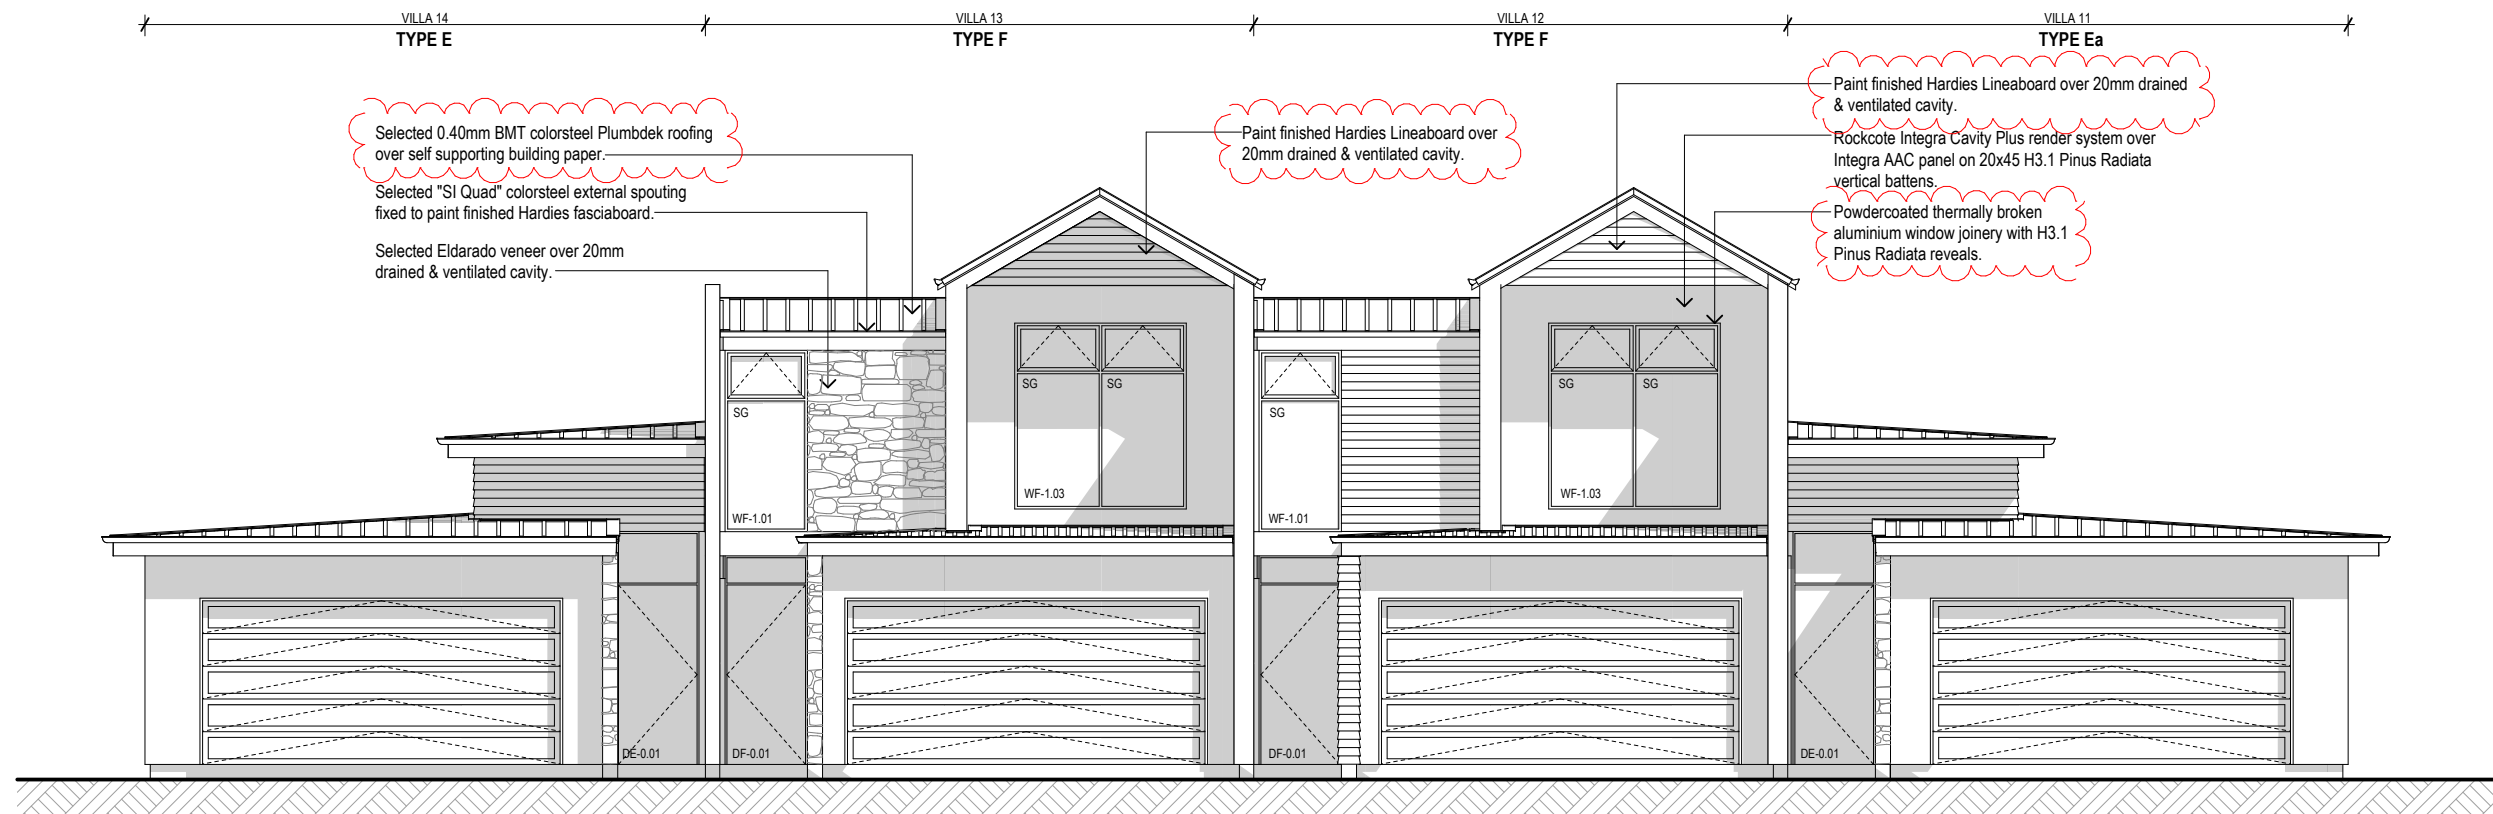 VILLA 14
TYPE E
VILLA 13
TYPE F
VILLA 12
TYPE F
VILLA 11
TYPE Ea
Selected 0.40mm BMT colorsteel Plumbdek roofing
over self supporting building paper.
Selected "SI Quad" colorsteel external spouting
fixed to paint finished Hardies fasciaboard.
Selected Eldarado veneer over 20mm
drained & ventilated cavity.
Paint finished Hardies Lineaboard over
20mm drained & ventilated cavity.
Paint finished Hardies Lineaboard over 20mm drained
& ventilated cavity.
Rockcote Integra Cavity Plus render system over
Integra AAC panel on 20x45 H3.1 Pinus Radiata
vertical battens.
Powdercoated thermally broken
aluminium window joinery with H3.1
Pinus Radiata reveals.
SG
SG
SG
SG
SG
SG
WF-1.01
WF-1.03
WF-1.01
WF-1.03
DE-0.01
DF-0.01
DF-0.01
DE-0.01